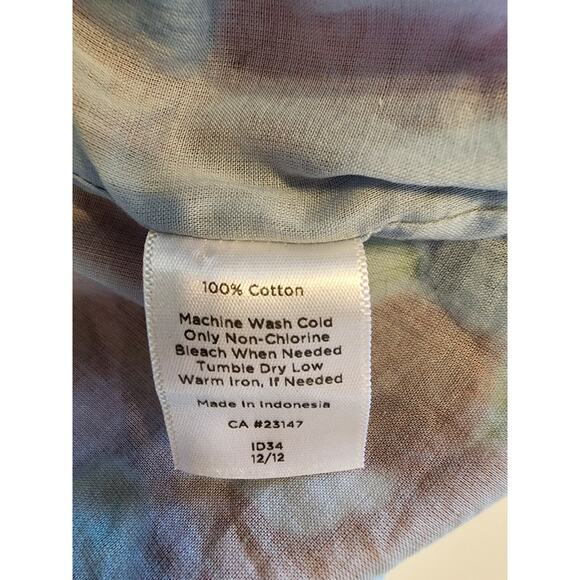 100% Cotton
Machine Wash Cold
Only Non-Chlorine
Bleach When Needed
Tumble Dry Low
Warm Iron, If Needed
Made In Indonesia
CA #23147
ID34
12/12